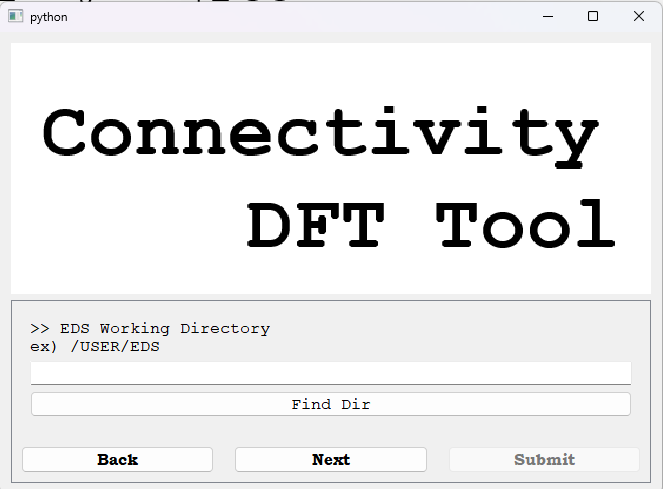 python
Connectivity
DFT Tool
>> EDS Working Directory
ex) /USER/EDS
Find Dir
Back
Next
Submit